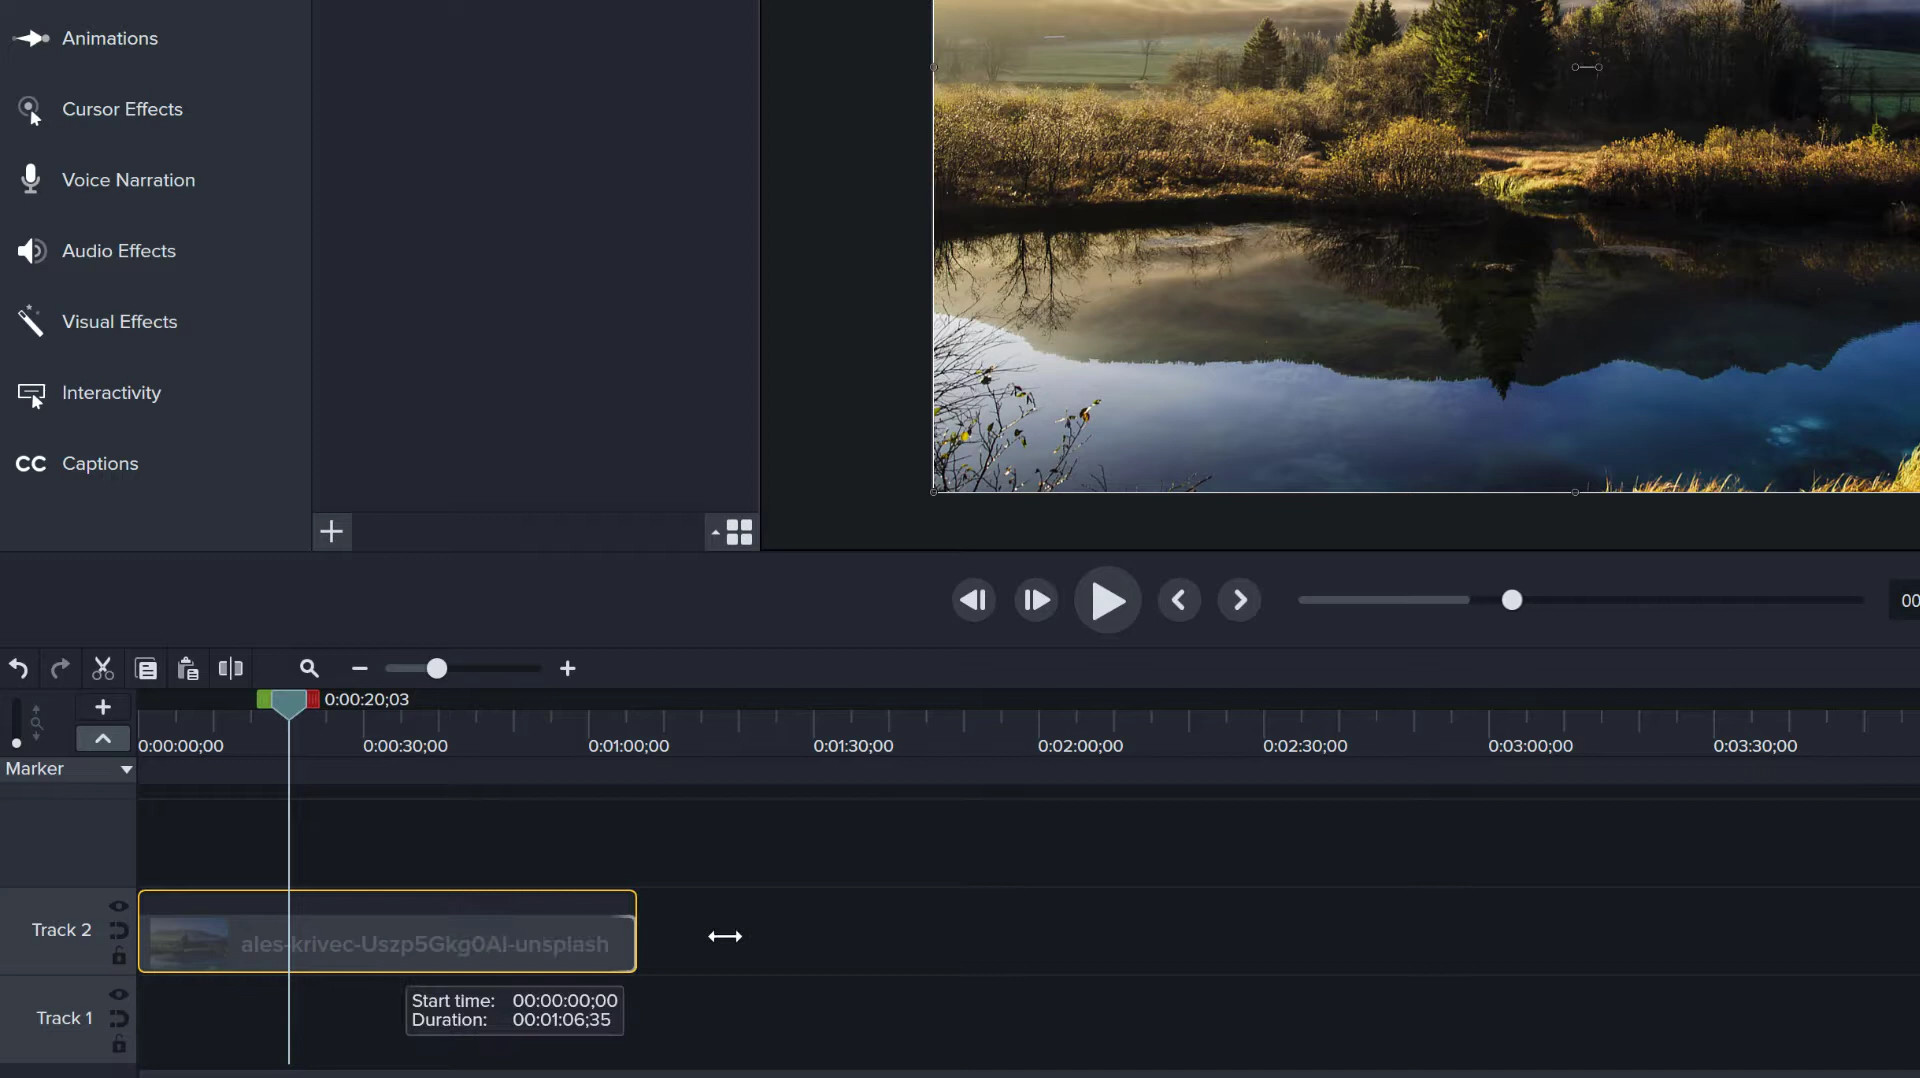 Animations
Cursor Effects
Voice Narration
Audio Effects
Visual Effects
Interactivity
CC Captions
00
0:00:20;03
0:00:00;00 0:00:30;00 0:01:00;00 0:01:30;00 0:02:00;00 0:02:30;00 0:03:00;00 0:03:30;00
Marker
Track 2
ales-krivec-Uszp5Gkg0AI-unsplash
Track 1
Start time: 00:00:00;00
Duration: 00:01:06;35